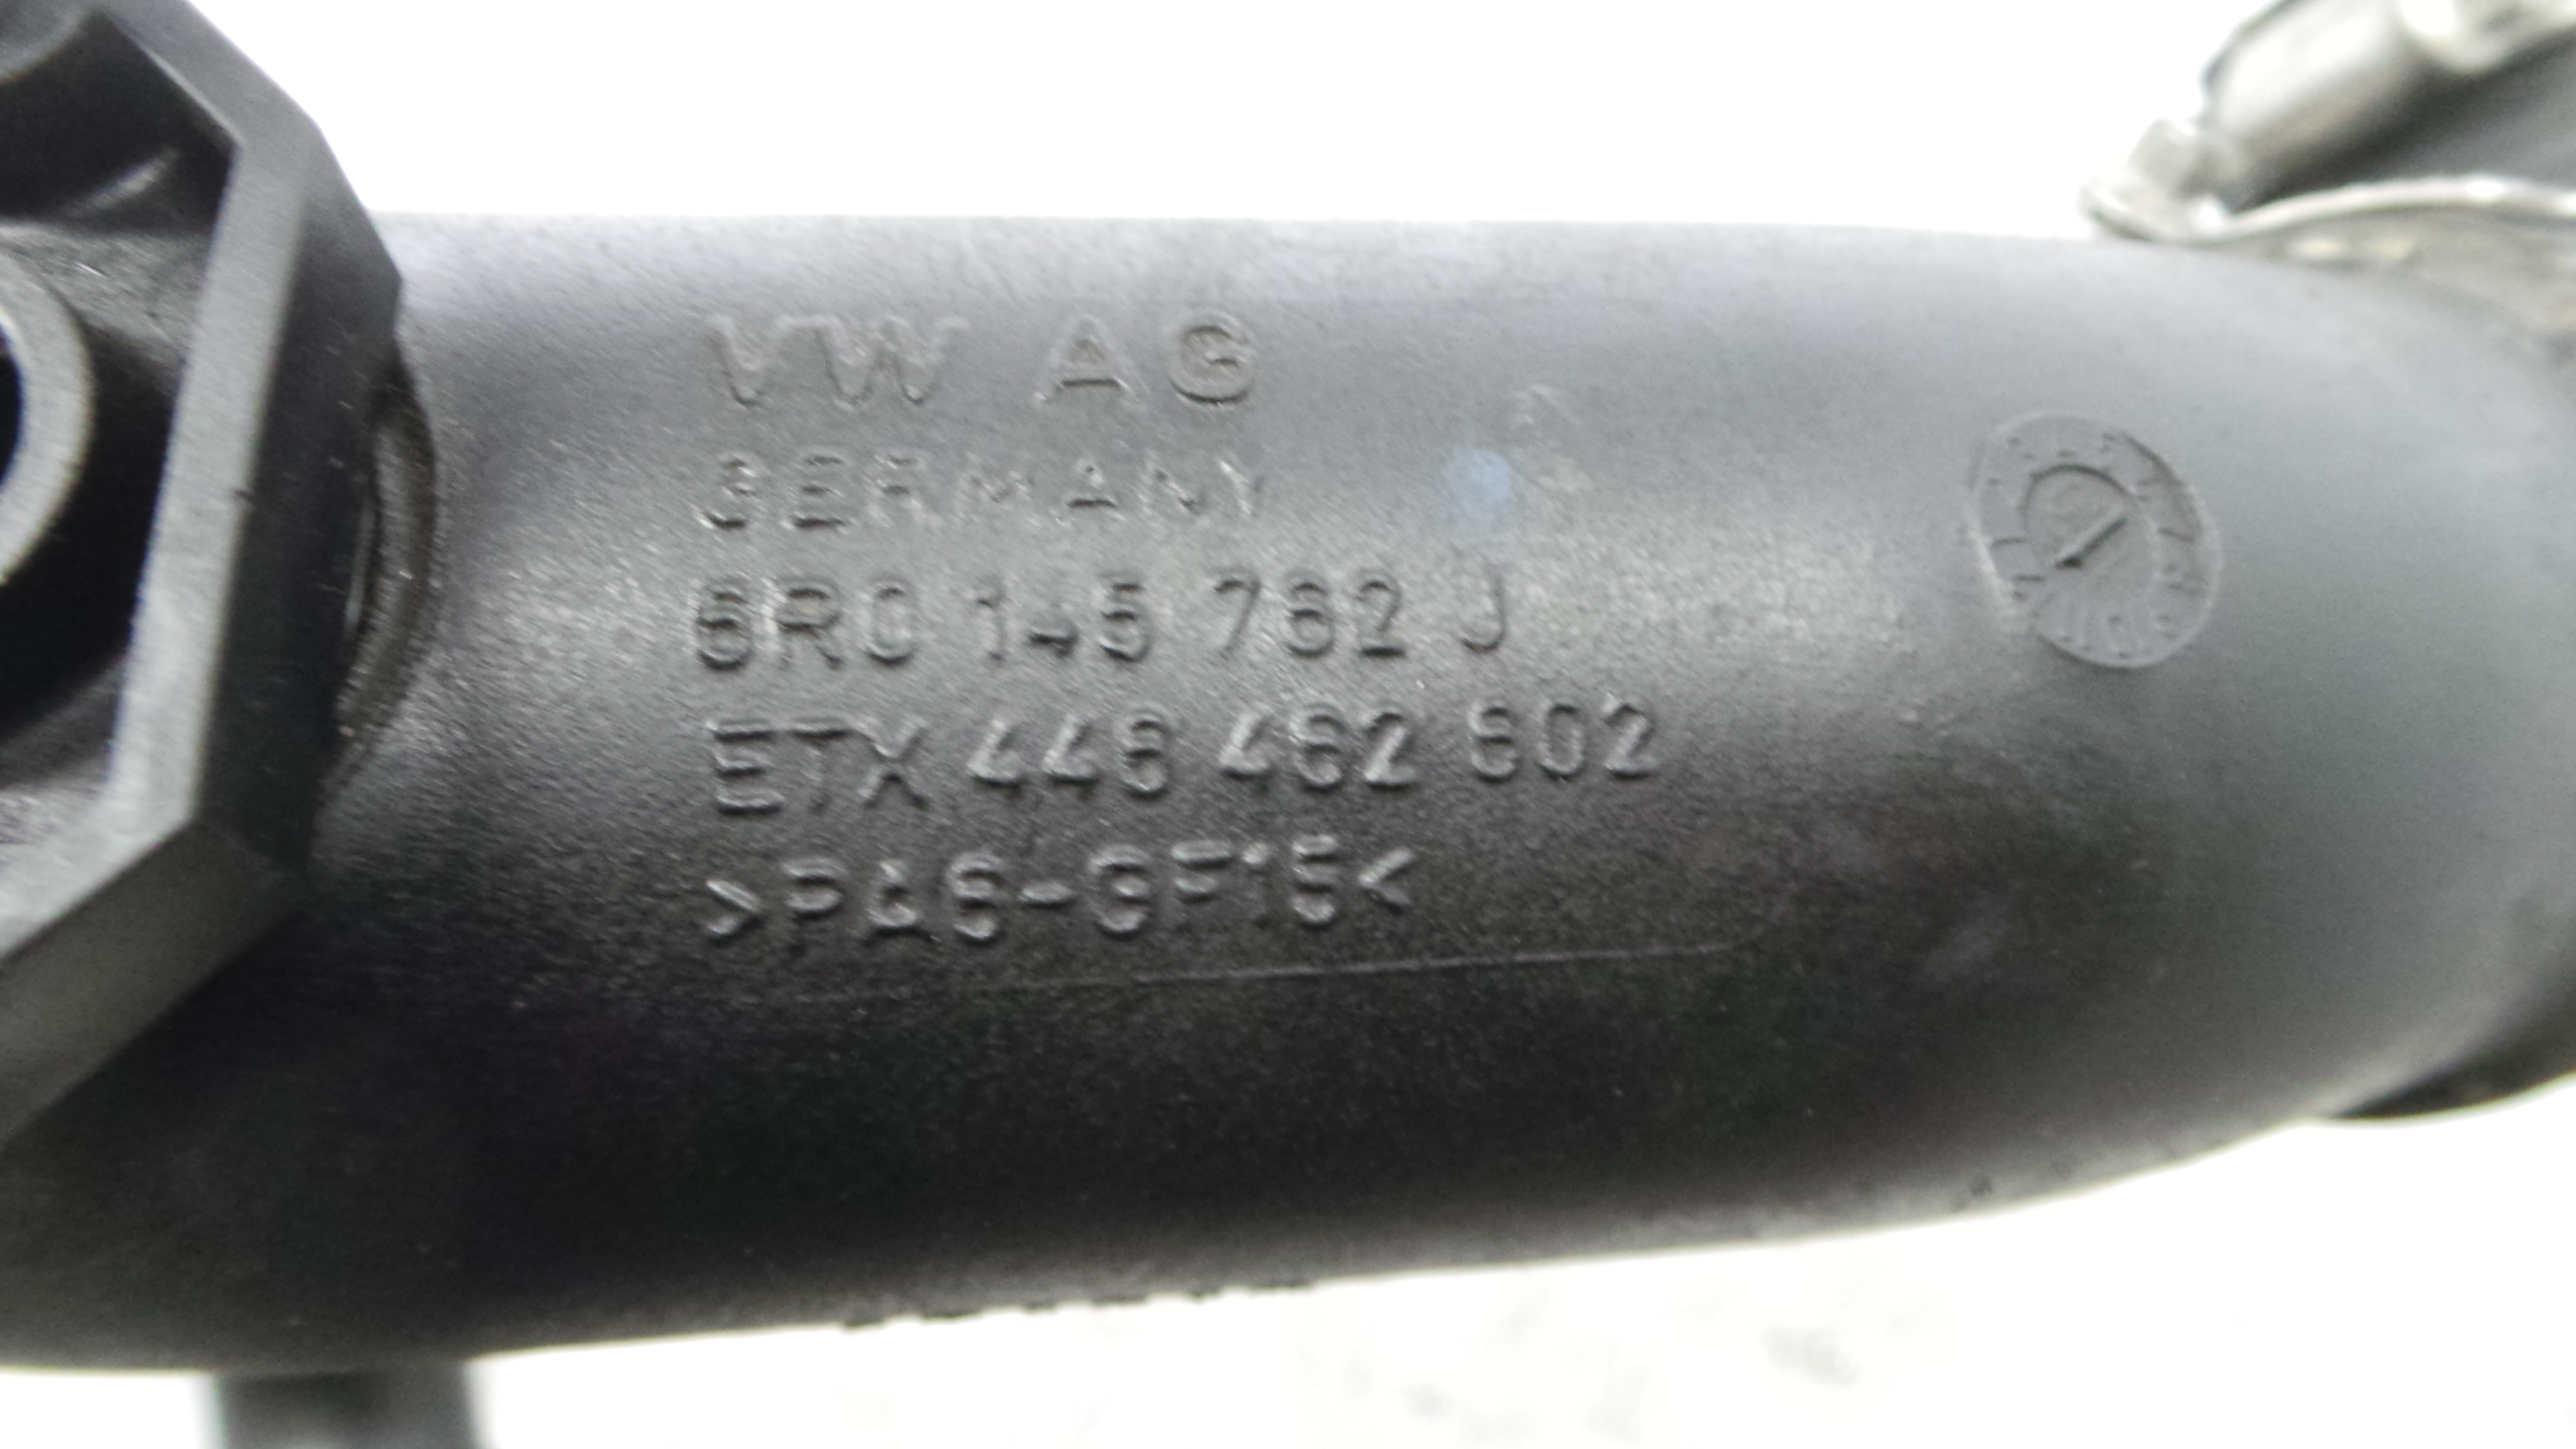 VW AG
GERMANY
6R0 145 762 J
ETX 446 462 602
>PA6-GF15<